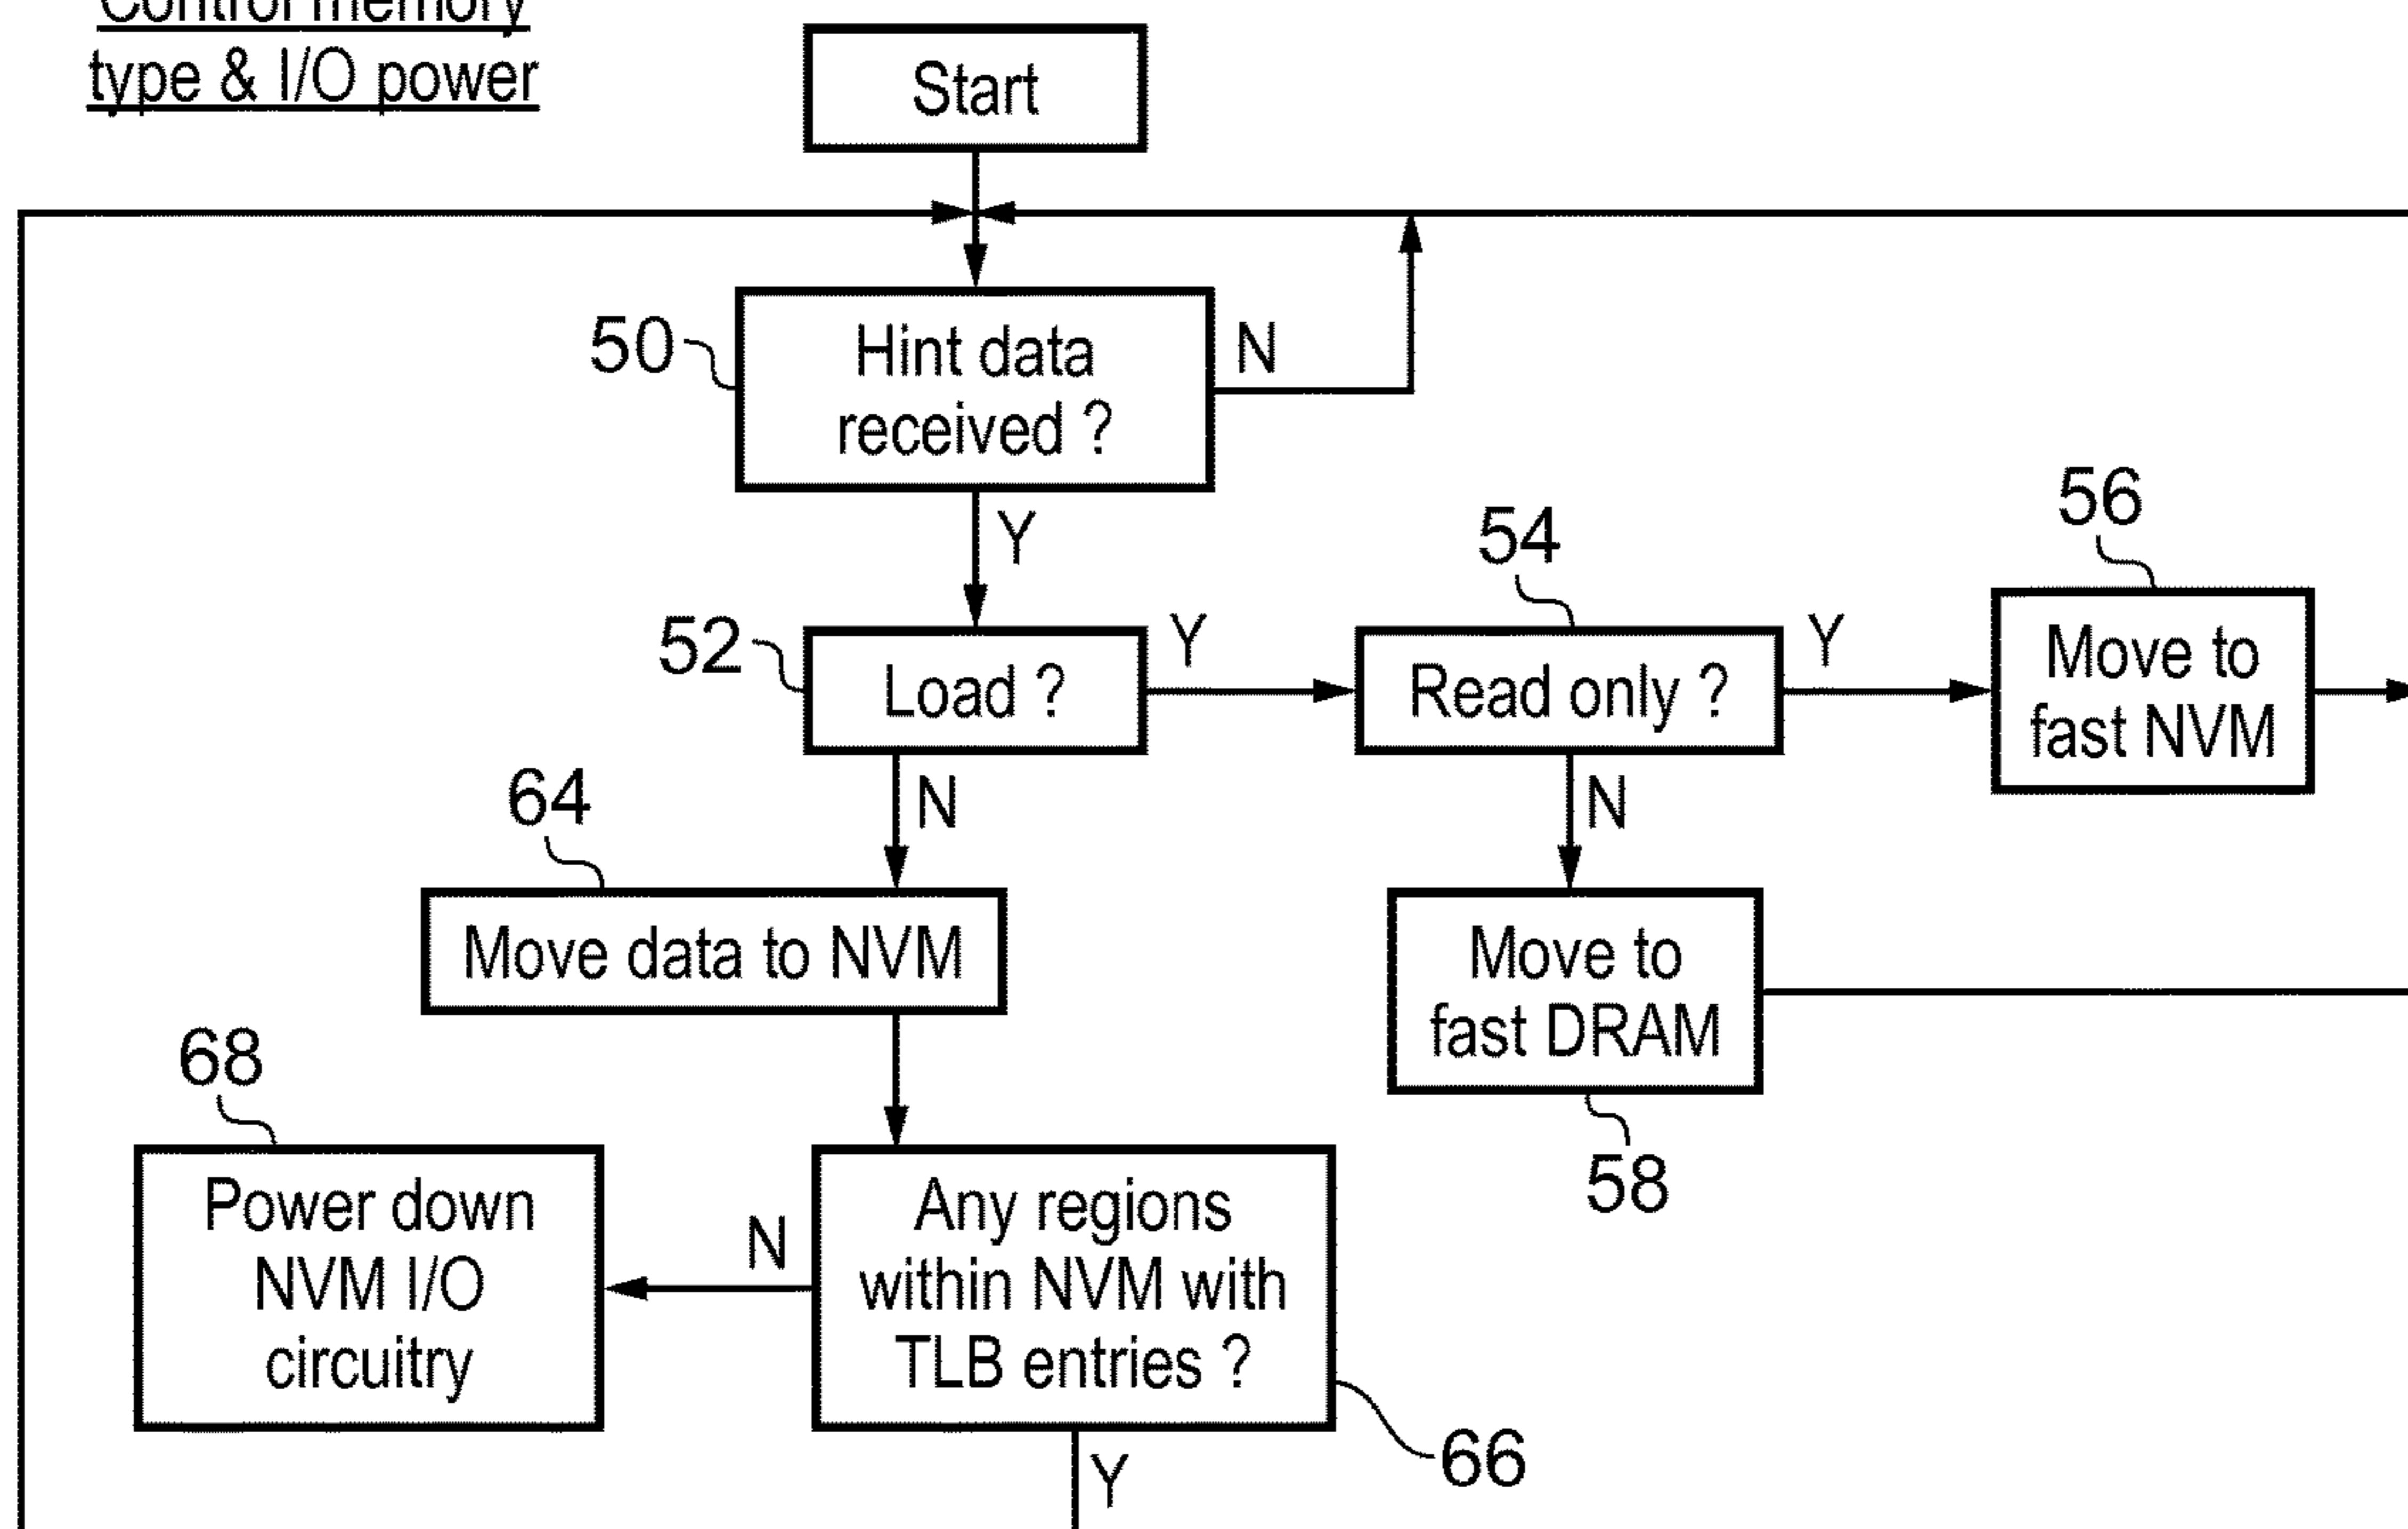 Control memory
type & I/O power
Start
50
Hint data
received ?
N
Y
52
Load ?
Y
54
Read only ?
Y
56
Move to
fast NVM
N
N
64
Move data to NVM
Move to
fast DRAM
58
68
Power down
NVM I/O
circuitry
N
Any regions
within NVM with
TLB entries ?
66
Y